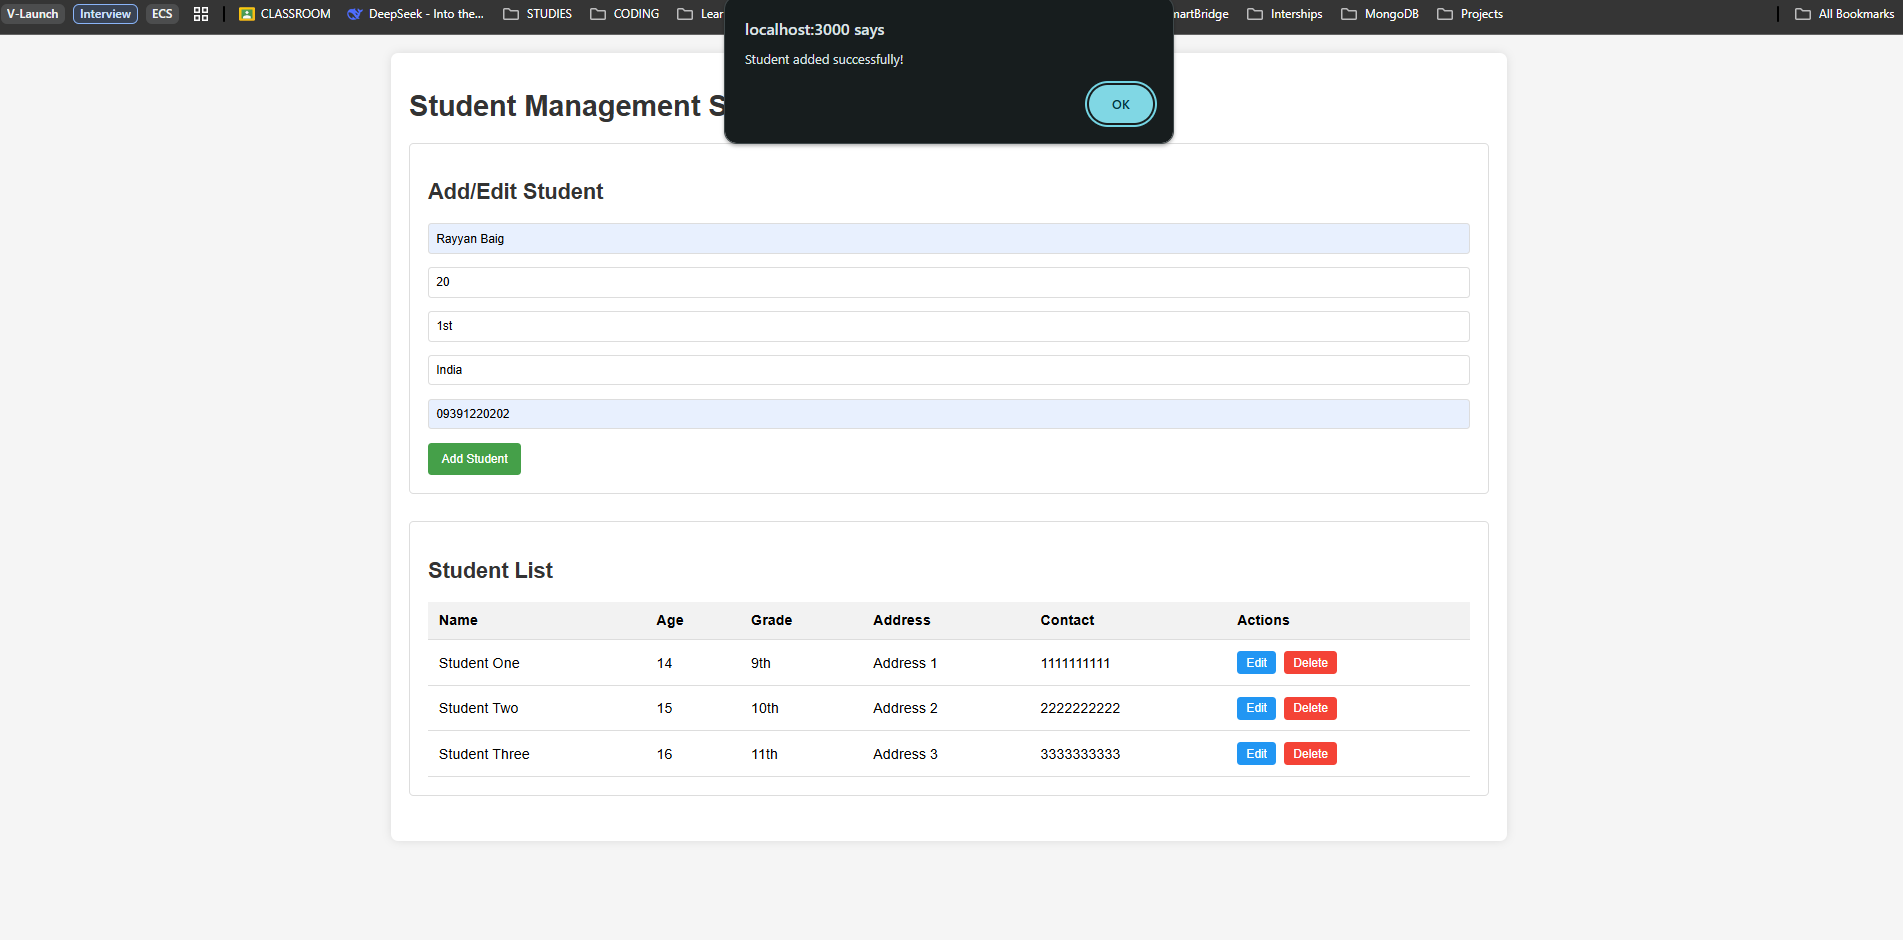 V-Launch Interview ECS CLASSROOM DeepSeek - Into the... STUDIES CODING Lear martBridge Interships MongoDB Projects All Bookmarks
localhost:3000 says
Student added successfully!
OK
Student Management S
Add/Edit Student
Rayyan Baig
20
1st
India
09391220202
Add Student
Student List
Name Age Grade Address Contact Actions
Student One 14 9th Address 1 1111111111 Edit Delete
Student Two 15 10th Address 2 2222222222 Edit Delete
Student Three 16 11th Address 3 3333333333 Edit Delete